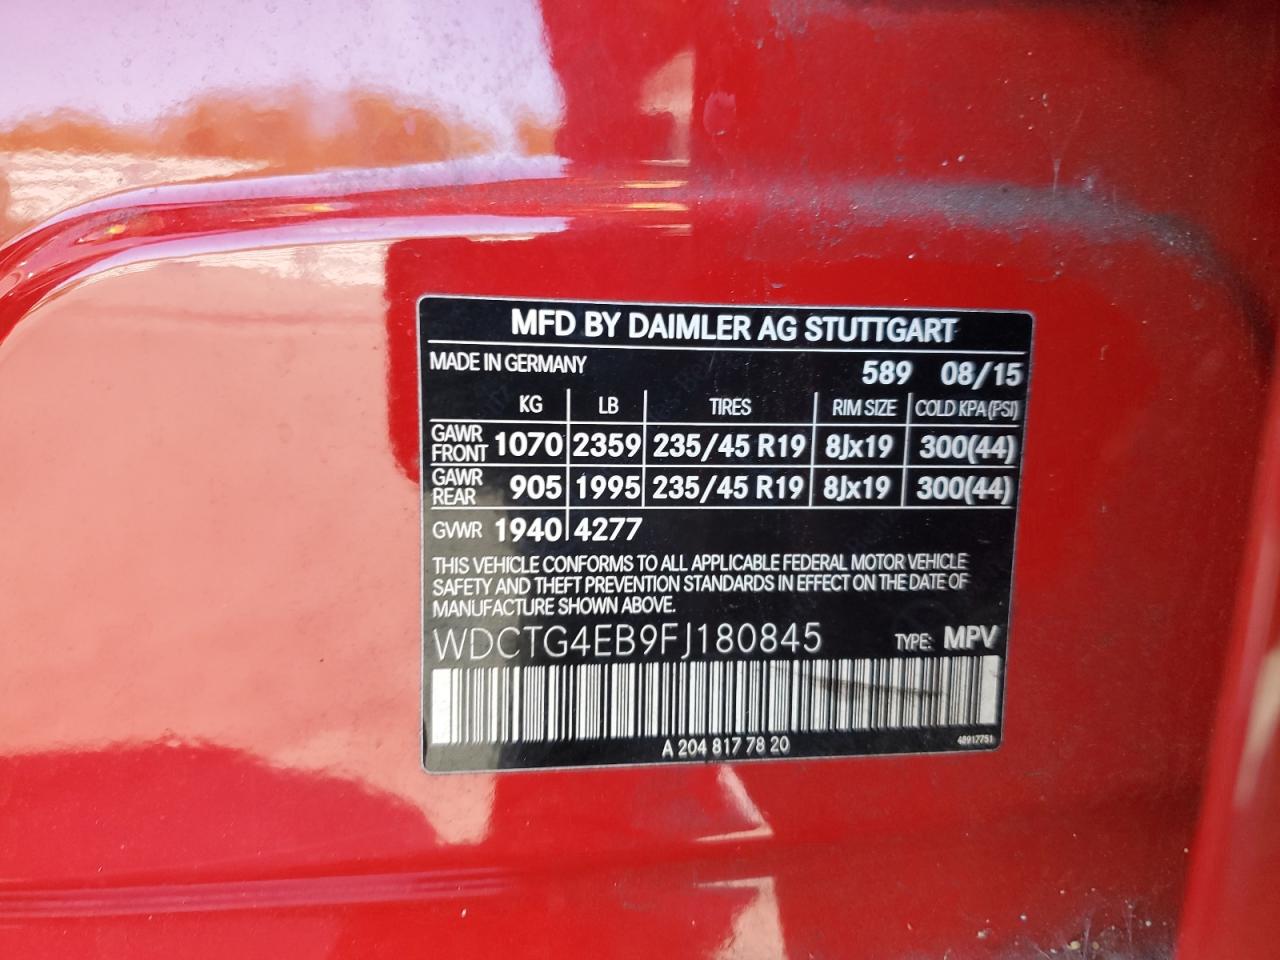 MFD BY DAIMLER AG STUTTGART
MADE IN GERMANY 589 08/15
KG LB TIRES RIM SIZE COLD KPA(PSI)
GAWR FRONT 1070 2359 235/45 R19 8Jx19 300(44)
GAWR REAR 905 1995 235/45 R19 8Jx19 300(44)
GVWR 1940 4277
THIS VEHICLE CONFORMS TO ALL APPLICABLE FEDERAL MOTOR VEHICLE
SAFETY AND THEFT PREVENTION STANDARDS IN EFFECT ON THE DATE OF
MANUFACTURE SHOWN ABOVE.
WDCTG4EB9FJ180845 TYPE: MPV
A 204 817 78 20 48917751